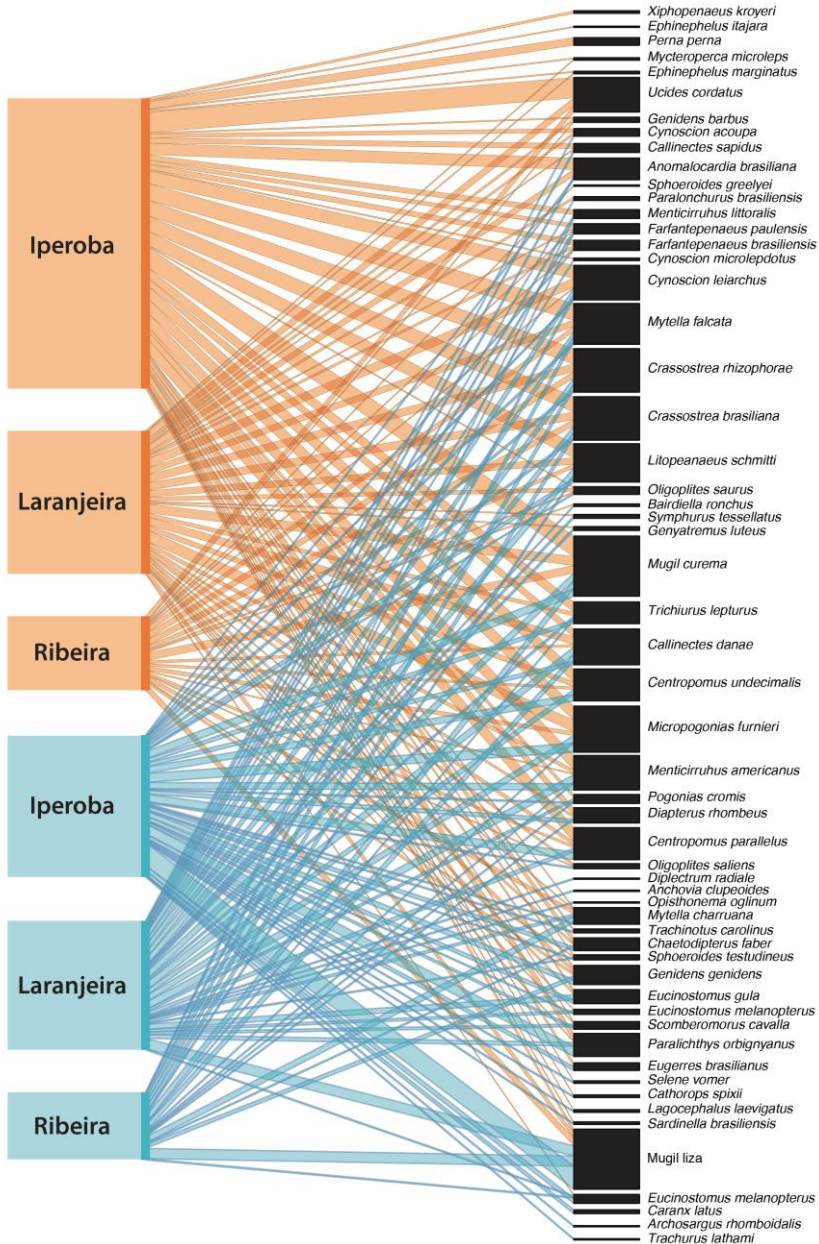 Iperoba
Laranjeira
Ribeira
Iperoba
Laranjeira
Ribeira
Xiphopenaeus kroyeri
Ephinephelus itajara
Perna perna
Mycteroperca microleps
Ephinephelus marginatus
Ucides cordatus
Genidens barbus
Cynoscion acoupa
Callinectes sapidus
Anomalocardia brasiliana
Sphoeroides greelyei
Paralonchurus brasiliensis
Menticirruhus littoralis
Farfantepenaeus paulensis
Farfantepenaeus brasiliensis
Cynoscion microlepdotus
Cynoscion leiarchus
Mytella falcata
Crassostrea rhizophorae
Crassostrea brasiliana
Litopeanaeus schmitti
Oligoplites saurus
Bairdiella ronchus
Symphurus tessellatus
Genyatremus luteus
Mugil curema
Trichiurus lepturus
Callinectes danae
Centropomus undecimalis
Micropogonias furnieri
Menticirruhus americanus
Pogonias cromis
Diapterus rhombeus
Centropomus parallelus
Oligoplites saliens
Diplectrum radiale
Anchovia clupeoides
Opisthonema oglinum
Mytella charruana
Trachinotus carolinus
Chaetodipterus faber
Sphoeroides testudineus
Genidens genidens
Eucinostomus gula
Eucinostomus melanopterus
Scomberomorus cavalla
Paralichthys orbignyanus
Eugerres brasilianus
Selene vomer
Cathorops spixii
Lagocephalus laevigatus
Sardinella brasiliensis
Mugil liza
Eucinostomus melanopterus
Caranx latus
Archosargus rhomboidalis
Trachurus lathami